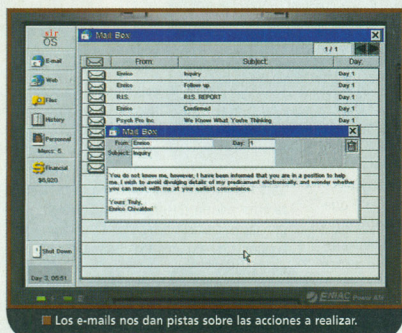 sir
OS
Mail Box
1/1
From:
Subject:
Day:
E-mail
Web
Files
History
Personnel
Mercs: 6.
Financial
$6,920.
Shut Down
Day: 2, 05:51
Enrico
Inquiry
Day 1
Enrico
Follow up.
Day 1
R.I.S.
R.I.S. REPORT
Day 1
Enrico
Confirmed
Day 1
Psych Pro Inc.
We Know What You're Thinking
Day 1
Mail Box
From: Enrico
Day: 1
Subject: Inquiry
You do not know me, however, I have been informed that you are in a position to help
me. I wish to avoid divulging details of my predicament electronically, and wonder whether
you can meet with me at your earliest convenience.
Yours Truly,
Enrico Chivaldori
Los e-mails nos dan pistas sobre las acciones a realizar.